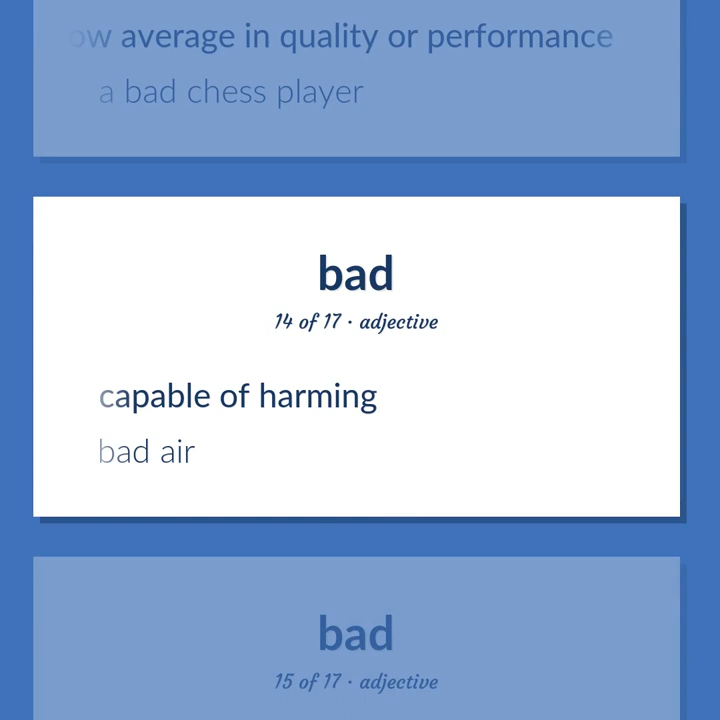 average in quality or performance
a bad chess player
bad
14 of 17 · adjective
capable of harming
bad air
bad
15 of 17 · adjective